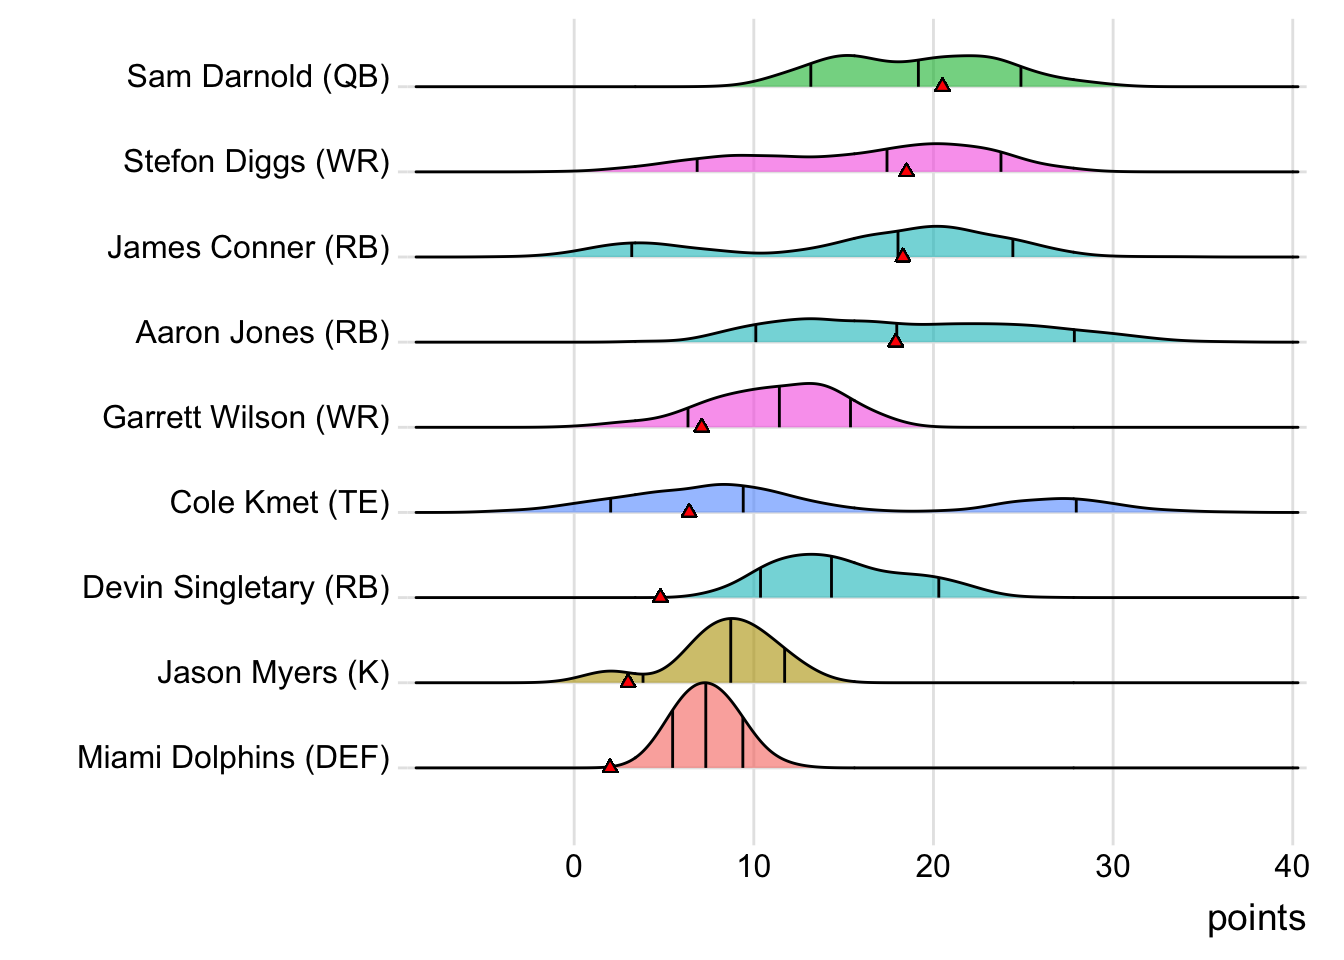 Sam Darnold (QB)
Stefon Diggs (WR)
James Conner (RB)
Aaron Jones (RB)
Garrett Wilson (WR)
Cole Kmet (TE)
Devin Singletary (RB)
Jason Myers (K)
Miami Dolphins (DEF)
0 10 20 30 40
points